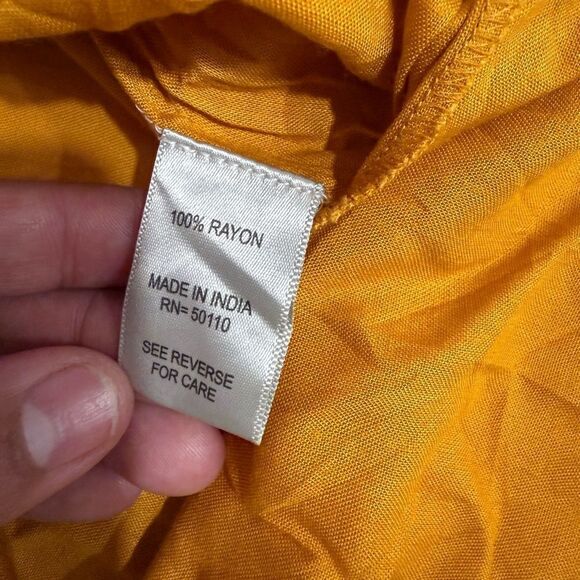 100% RAYON
MADE IN INDIA
RN= 50110
SEE REVERSE
FOR CARE